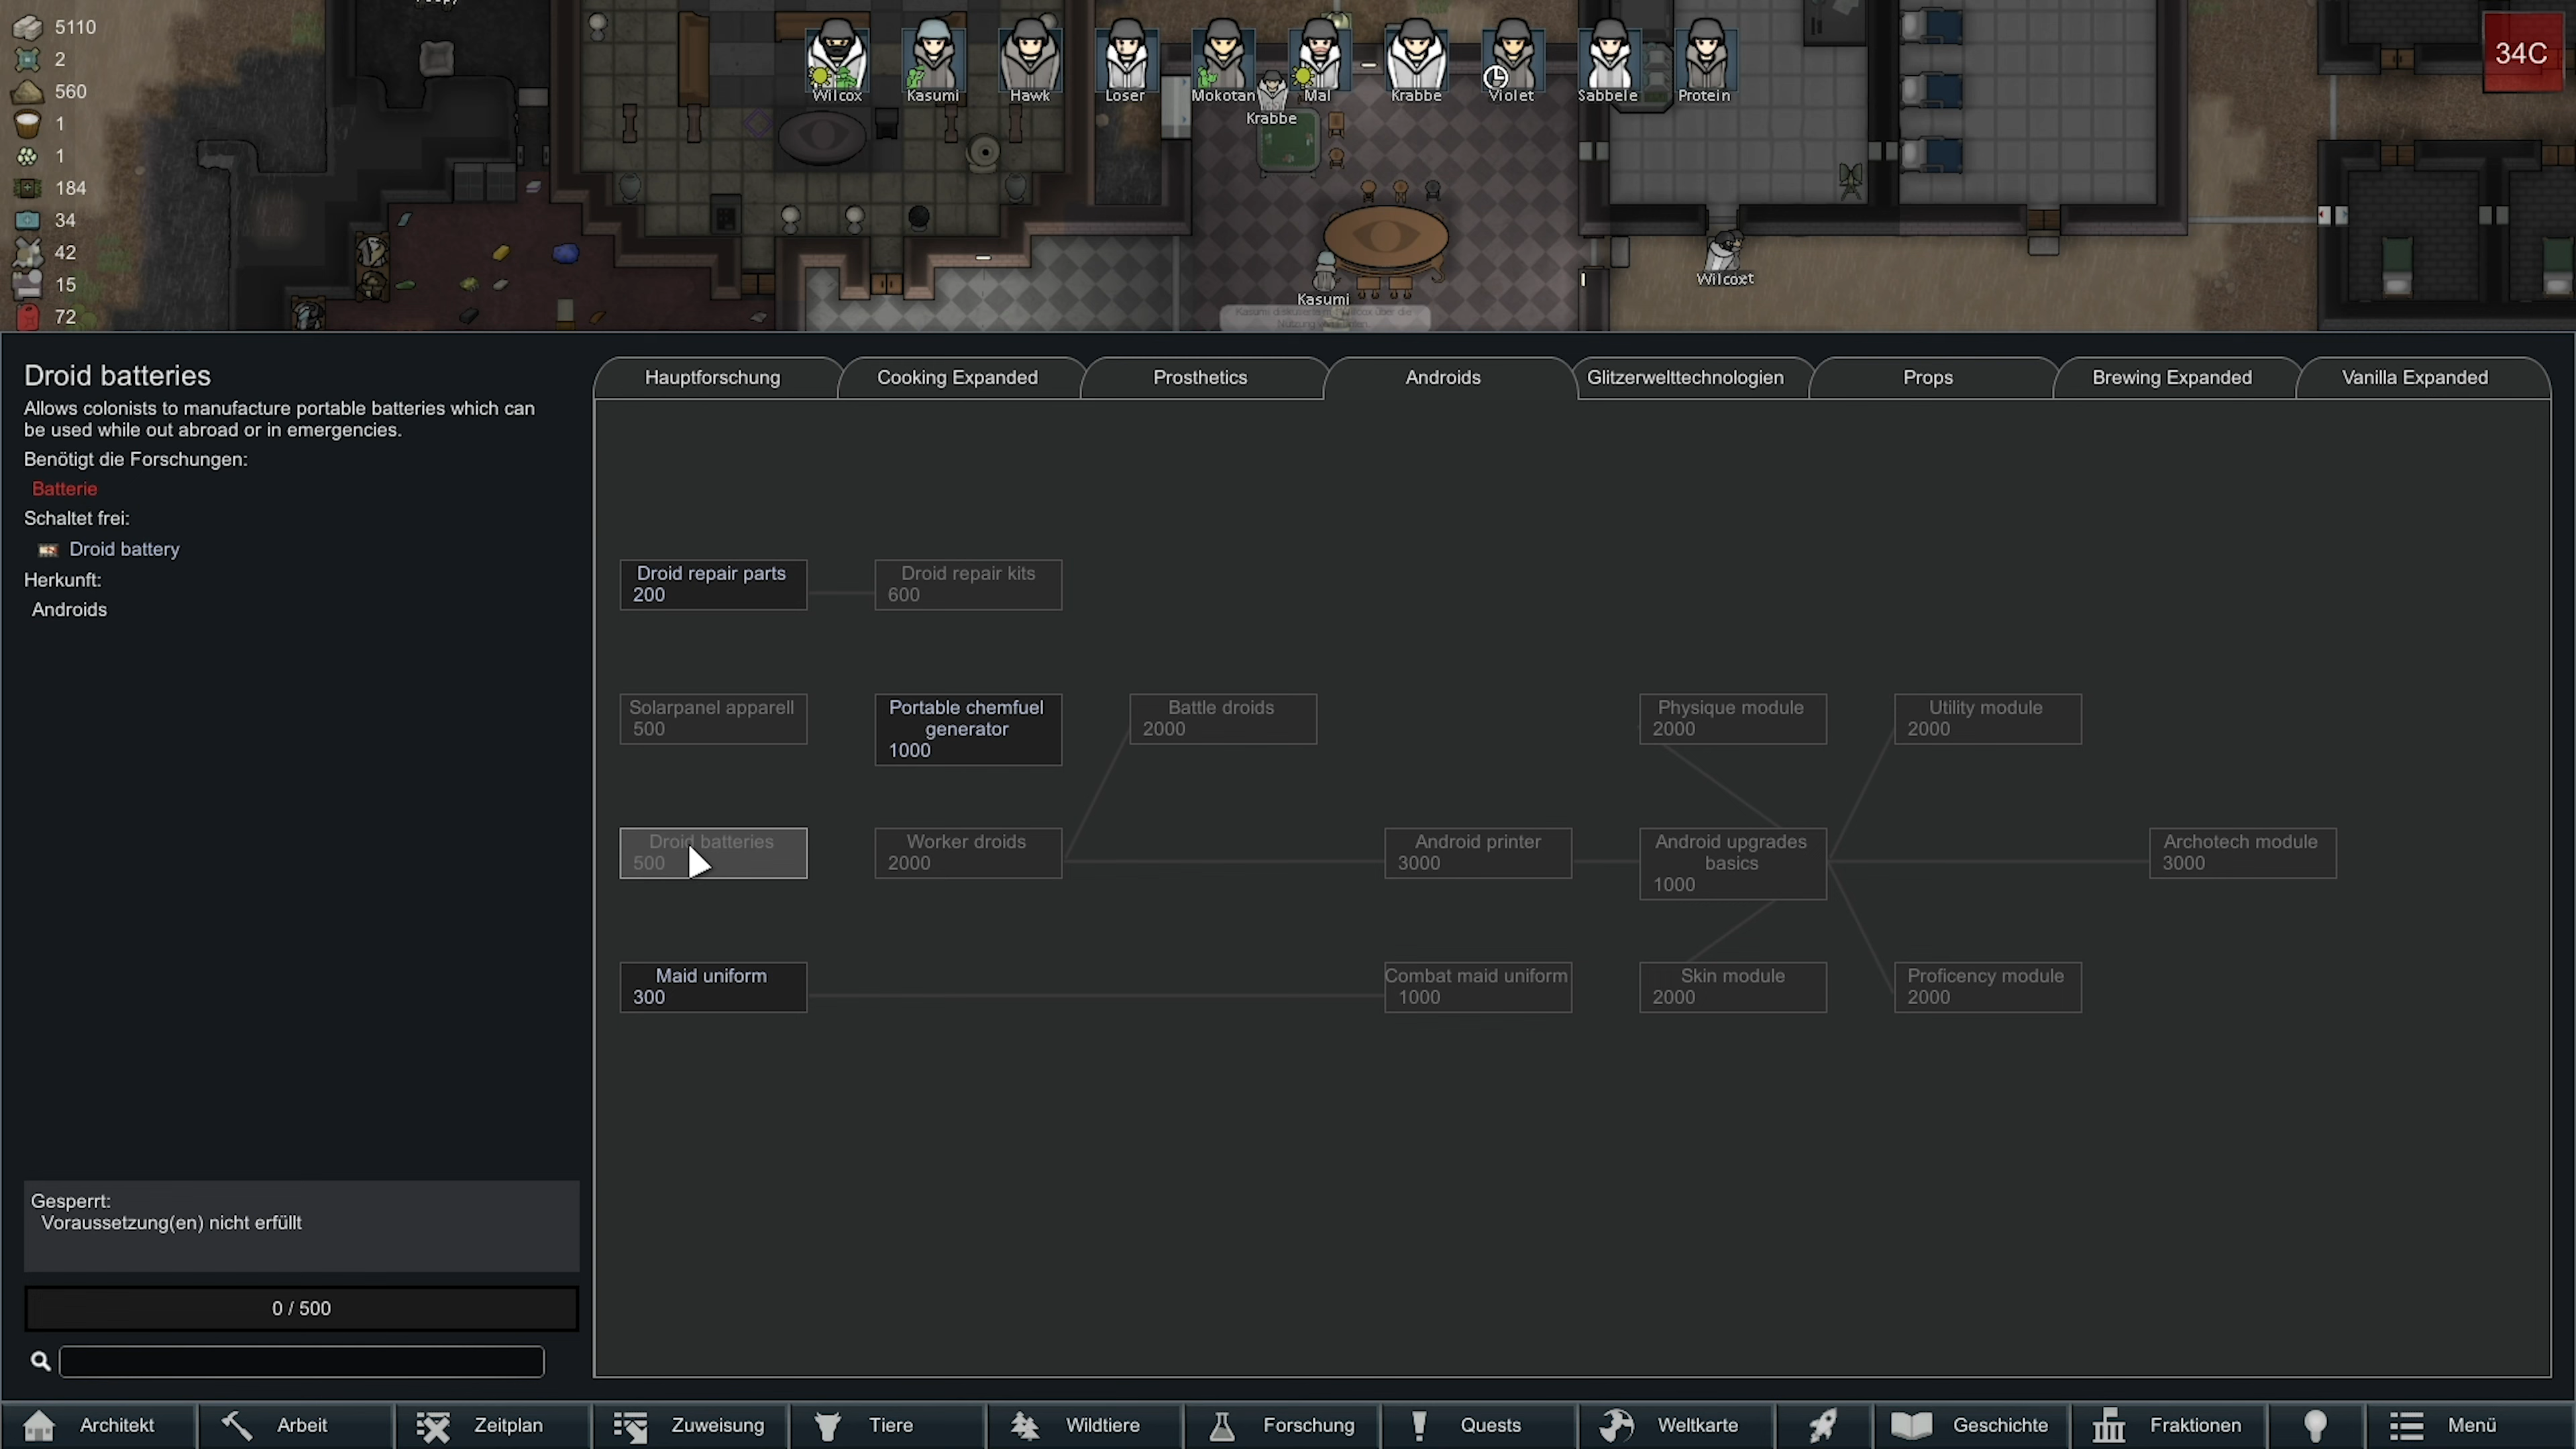 5110
2
560
1
1
184
34
42
15
72
Wilcox
Kasumi
Hawk
Loser
Mokotan
Mal
Krabbe
Violet
Sabbele
Protein
34C
Krabbe
Kasumi
Droid batteries
Allows colonists to manufacture portable batteries which can
be used while out abroad or in emergencies.
Benötigt die Forschungen:
Batterie
Schaltet frei:
Droid battery
Herkunft:
Androids
Hauptforschung
Cooking Expanded
Prosthetics
Androids
Glitzerwelttechnologien
Props
Brewing Expanded
Vanilla Expanded
Droid repair parts
200
Droid repair kits
600
Solarpanel apparell
500
Portable chemfuel
generator
1000
Battle droids
2000
Physique module
2000
Utility module
2000
Droid batteries
500
Worker droids
2000
Android printer
3000
Android upgrades
basics
1000
Archotech module
3000
Maid uniform
300
Combat maid uniform
1000
Skin module
2000
Proficency module
2000
Gesperrt:
Voraussetzung(en) nicht erfüllt
0 / 500
Architekt
Arbeit
Zeitplan
Zuweisung
Tiere
Wildtiere
Forschung
Quests
Weltkarte
Geschichte
Fraktionen
Menü